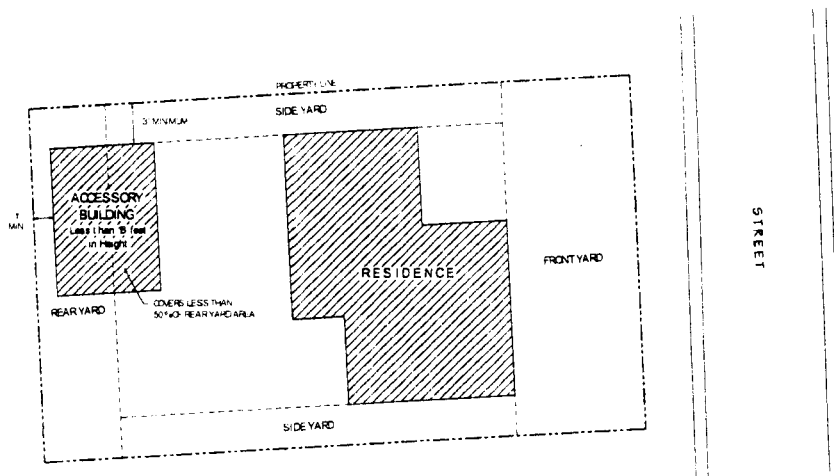 PROPERTY LINE
SIDE YARD
3' MINIMUM
ACCESSORY
BUILDING
Less than feet
in Height
MIN
REAR YARD
COVERS LESS THAN
50% OF REAR YARD AREA
RESIDENCE
FRONT YARD
STREET
SIDE YARD